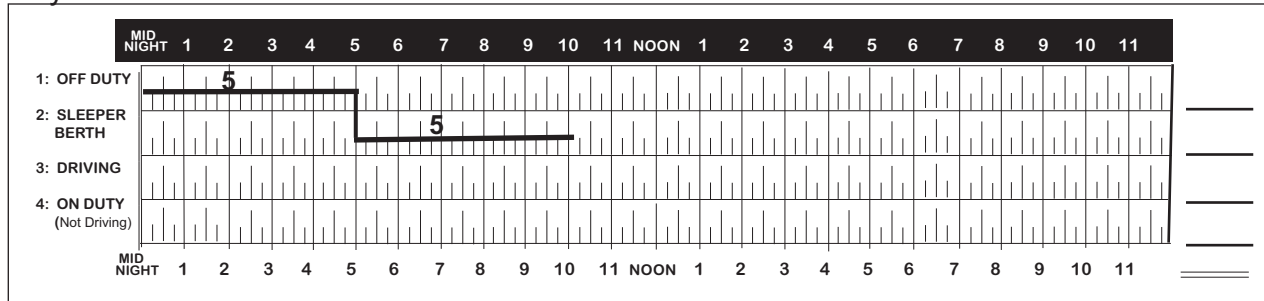 MID NIGHT 1 2 3 4 5 6 7 8 9 10 11 NOON 1 2 3 4 5 6 7 8 9 10 11
1: OFF DUTY 5
2: SLEEPER BERTH 5
3: DRIVING
4: ON DUTY
(Not Driving)
MID NIGHT 1 2 3 4 5 6 7 8 9 10 11 NOON 1 2 3 4 5 6 7 8 9 10 11